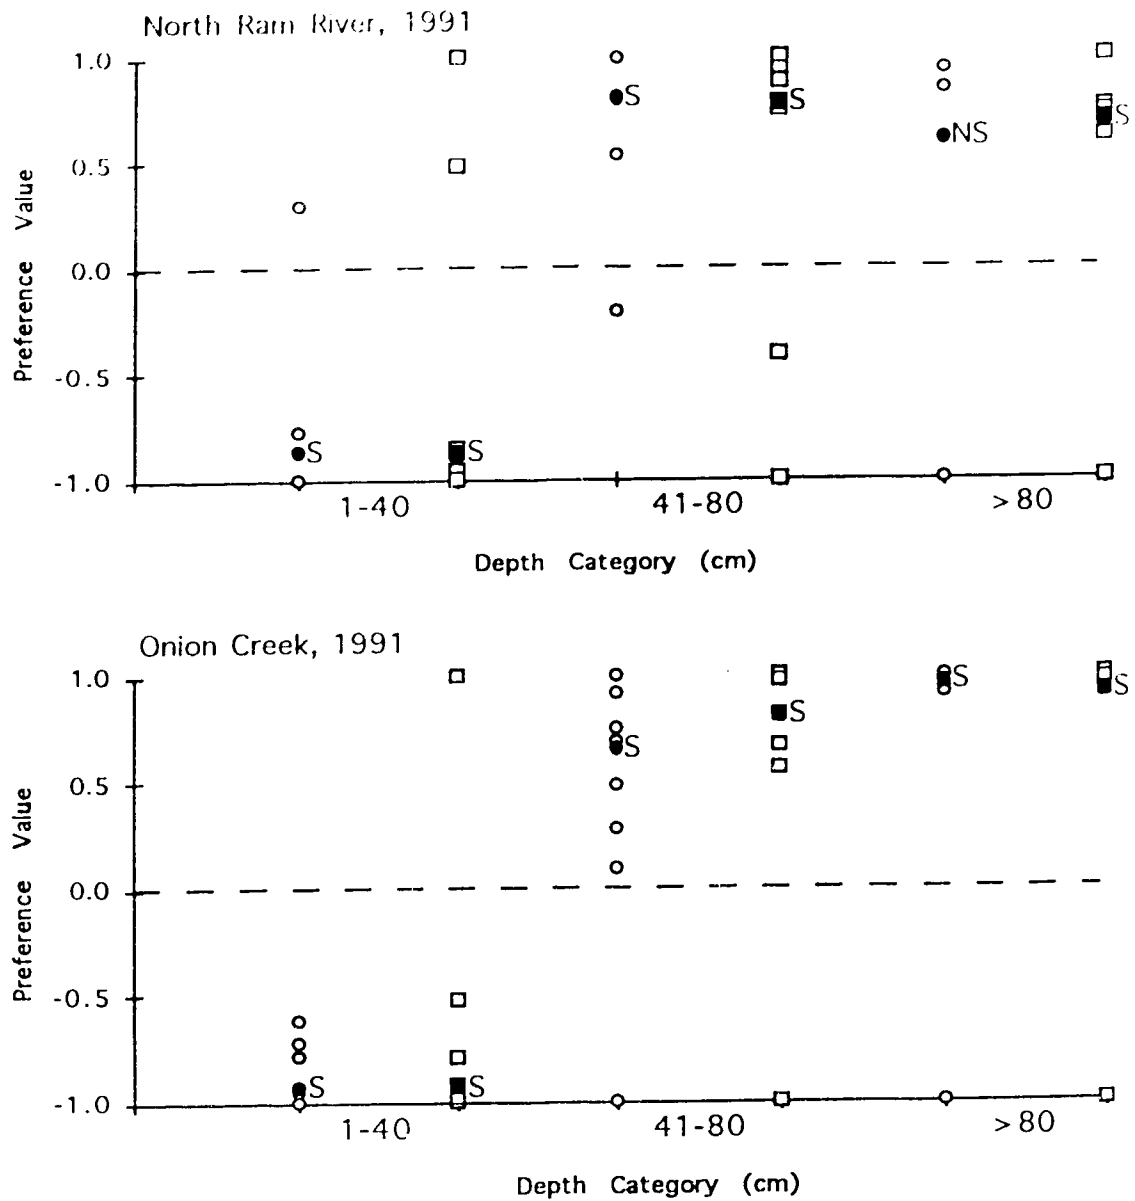 North Ram River, 1991
1.0
0.5
0.0
-0.5
-1.0
Preference Value
S
S
S
S
NS
S
1-40
41-80
>80
Depth Category (cm)
Onion Creek, 1991
1.0
0.5
0.0
-0.5
-1.0
Preference Value
S
S
S
S
S
S
1-40
41-80
>80
Depth Category (cm)